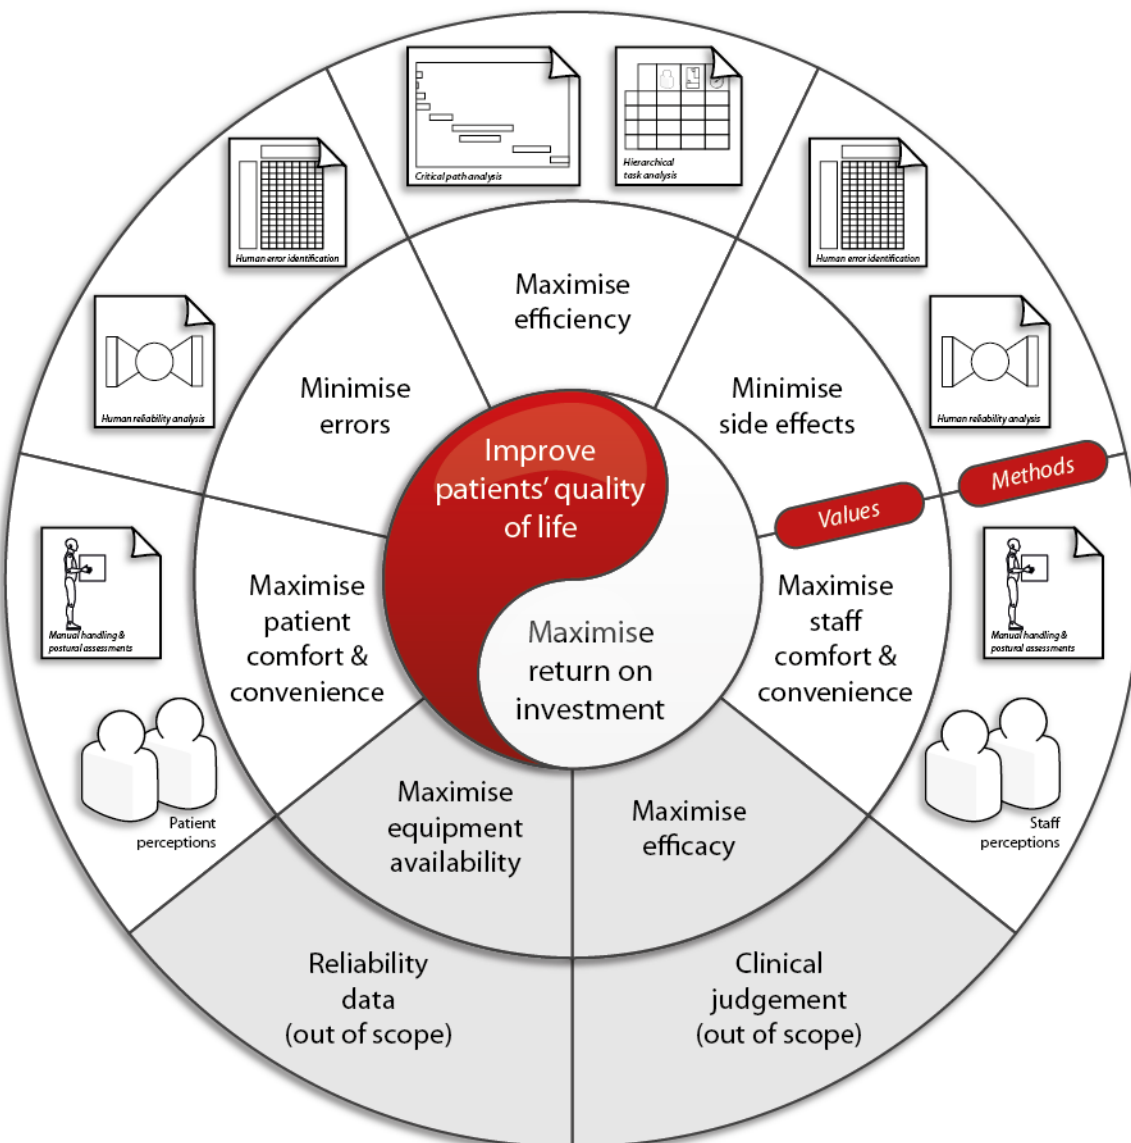 Critical path analysis
Hierarchical
task analysis
Human error identification
Human error identification
Human reliability analysis
Human reliability analysis
Maximise
efficiency
Minimise
errors
Minimise
side effects
Improve
patients’ quality
of life
Values
Methods
Maximise
patient
comfort &
convenience
Maximise
return on
investment
Maximise
staff
comfort &
convenience
Manual handling &
postural assessments
Manual handling &
postural assessments
Patient
perceptions
Staff
perceptions
Maximise
equipment
availability
Maximise
efficacy
Reliability
data
(out of scope)
Clinical
judgement
(out of scope)